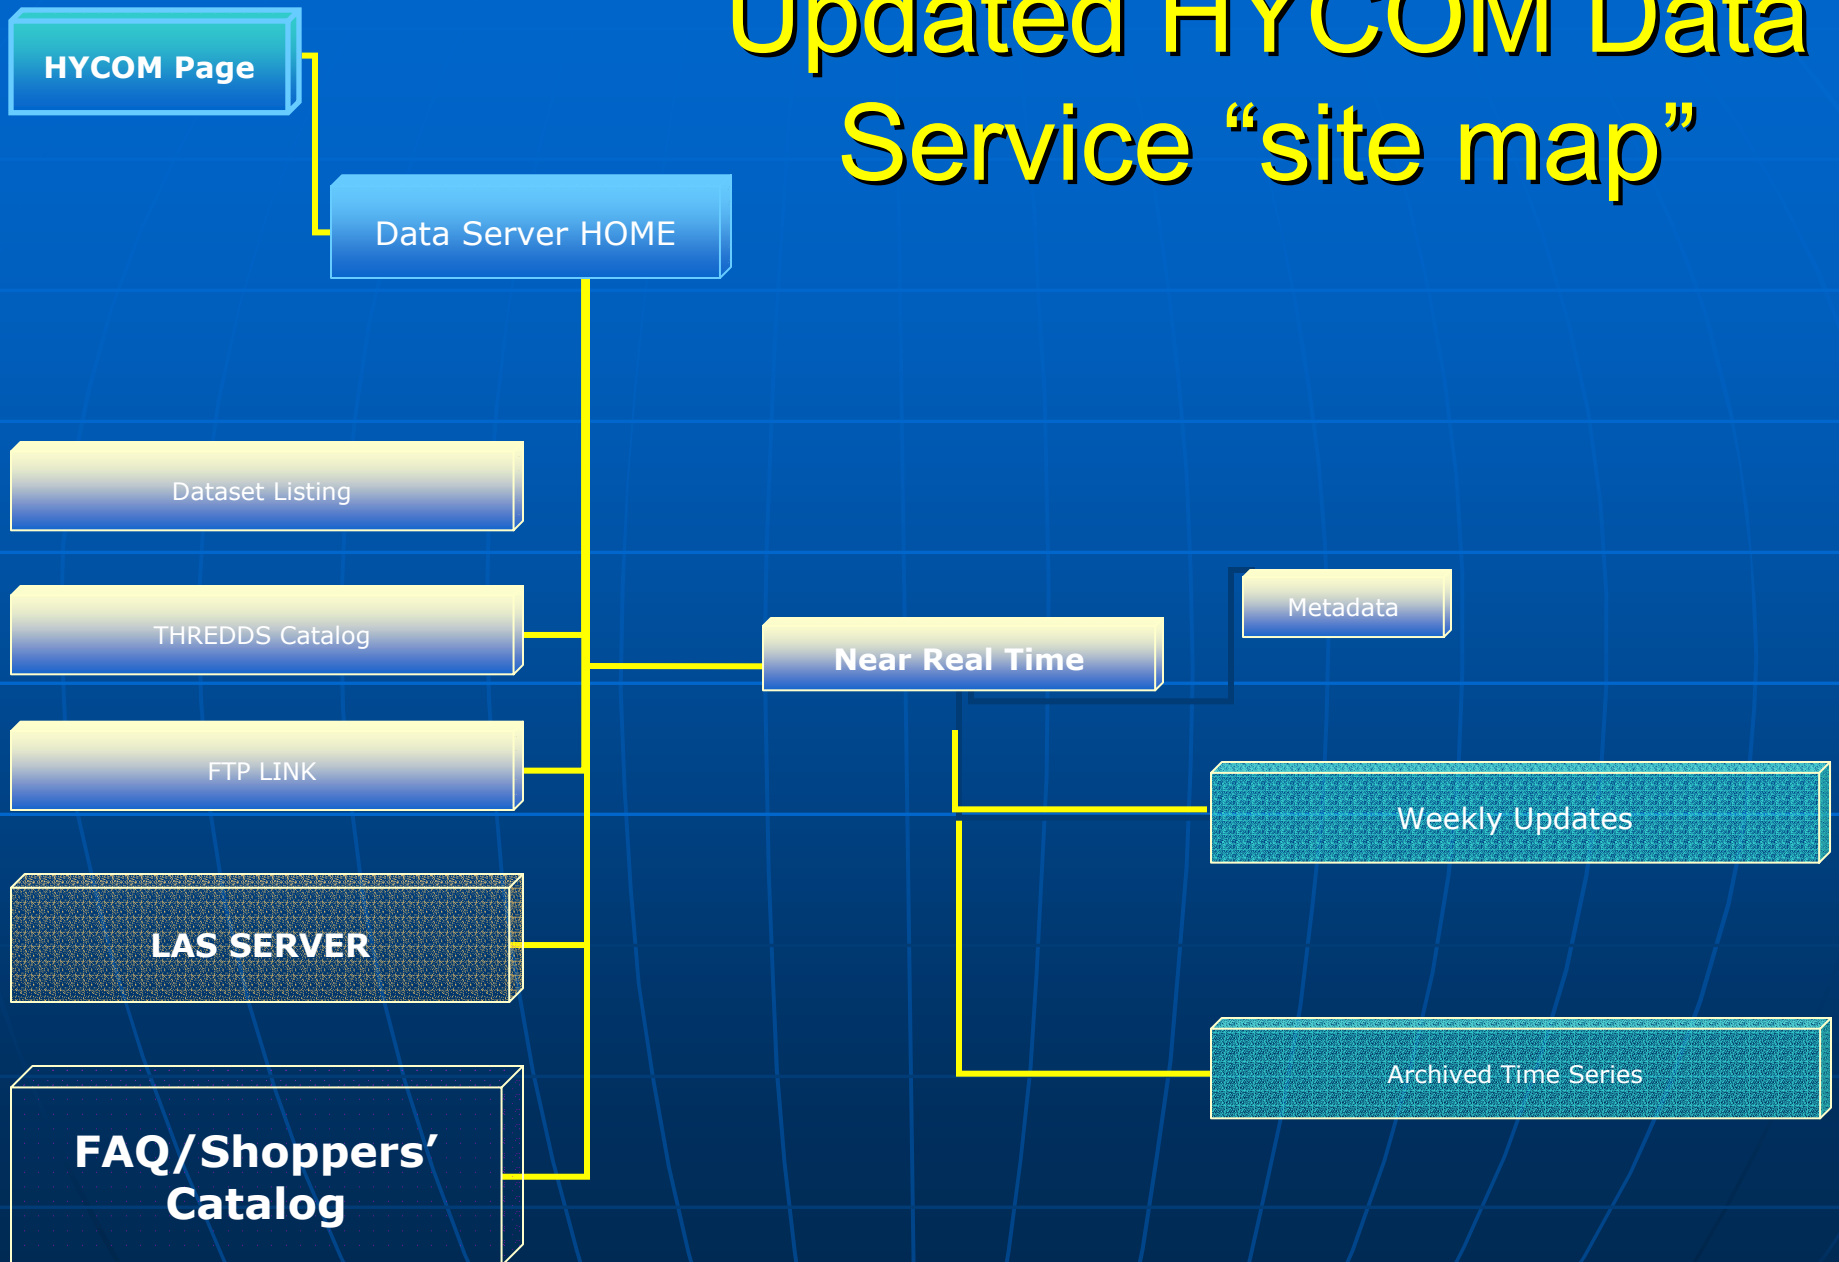 Updated HYCOM Data
Service “site map”
HYCOM Page
Data Server HOME
Dataset Listing
THREDDS Catalog
FTP LINK
LAS SERVER
FAQ/Shoppers’
Catalog
Near Real Time
Metadata
Weekly Updates
Archived Time Series